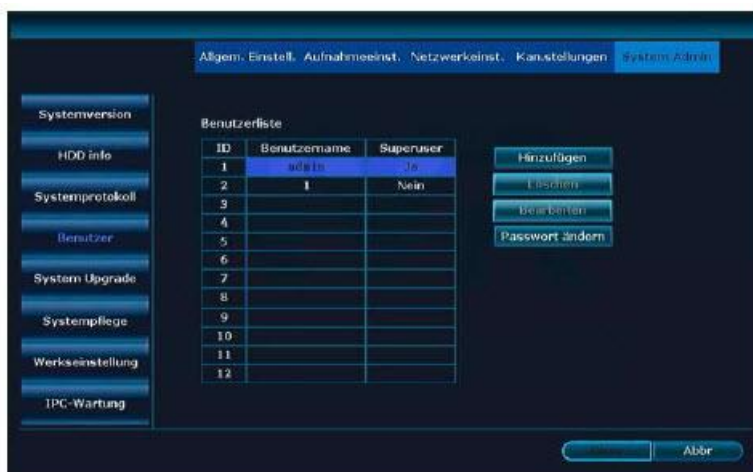 Allgem. Einstell. Aufnahmeeinst. Netzwerkeinst. Kan.stellungen System Admin
Systemversion
HDD info
Systemprotokoll
Benutzer
System Upgrade
Systempflege
Werkseinstellung
IPC-Wartung
Benutzerliste
ID Benutzername Superuser
1 admin Ja
2 1 Nein
3
4
5
6
7
8
9
10
11
12
Hinzufügen
Löschen
Bearbeiten
Passwort ändern
Abbr